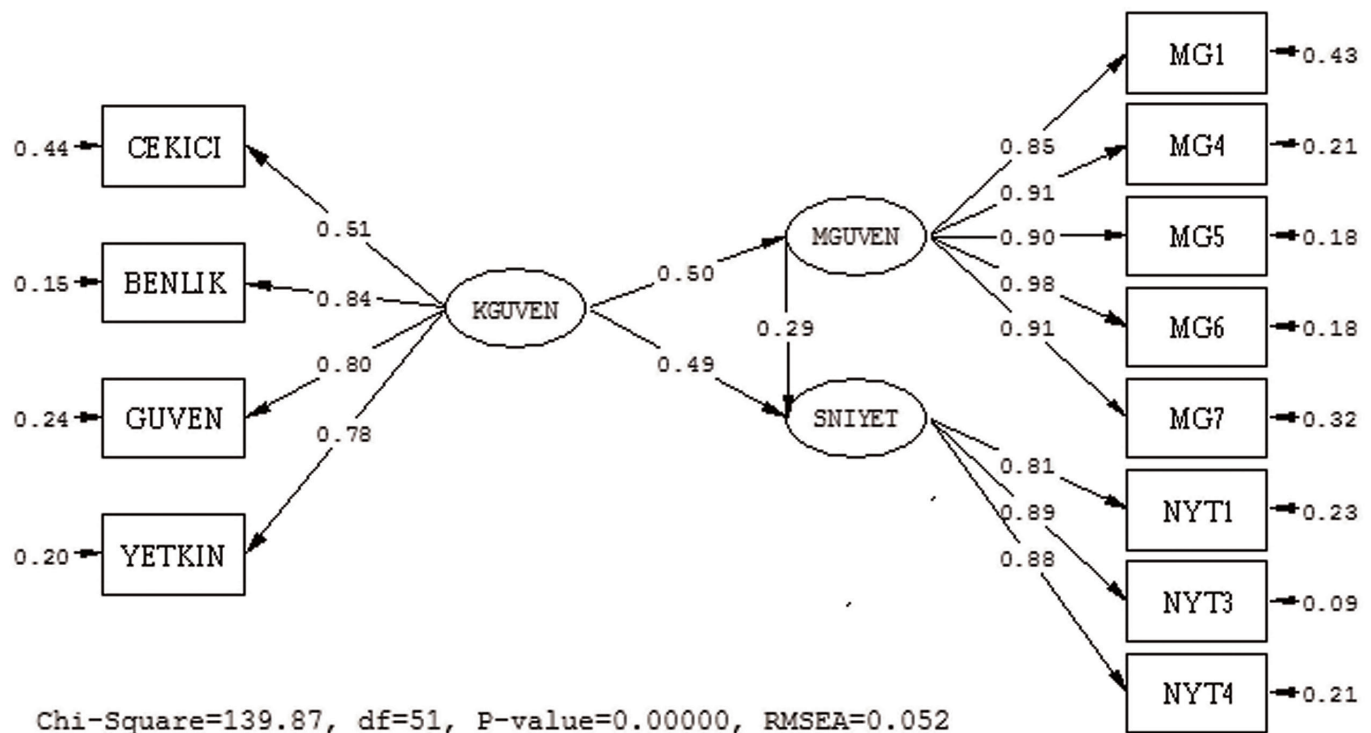 0.44 CEKICI
0.15 BENLIK
0.24 GUVEN
0.20 YETKIN
0.51
0.84
0.80
0.78
KGUVEN
0.50
0.49
MGUVEN
0.29
SNIYET
0.85
0.91
0.90
0.98
0.91
0.81
0.89
0.88
MG1 0.43
MG4 0.21
MG5 0.18
MG6 0.18
MG7 0.32
NYT1 0.23
NYT3 0.09
NYT4 0.21
Chi-Square=139.87, df=51, P-value=0.00000, RMSEA=0.052